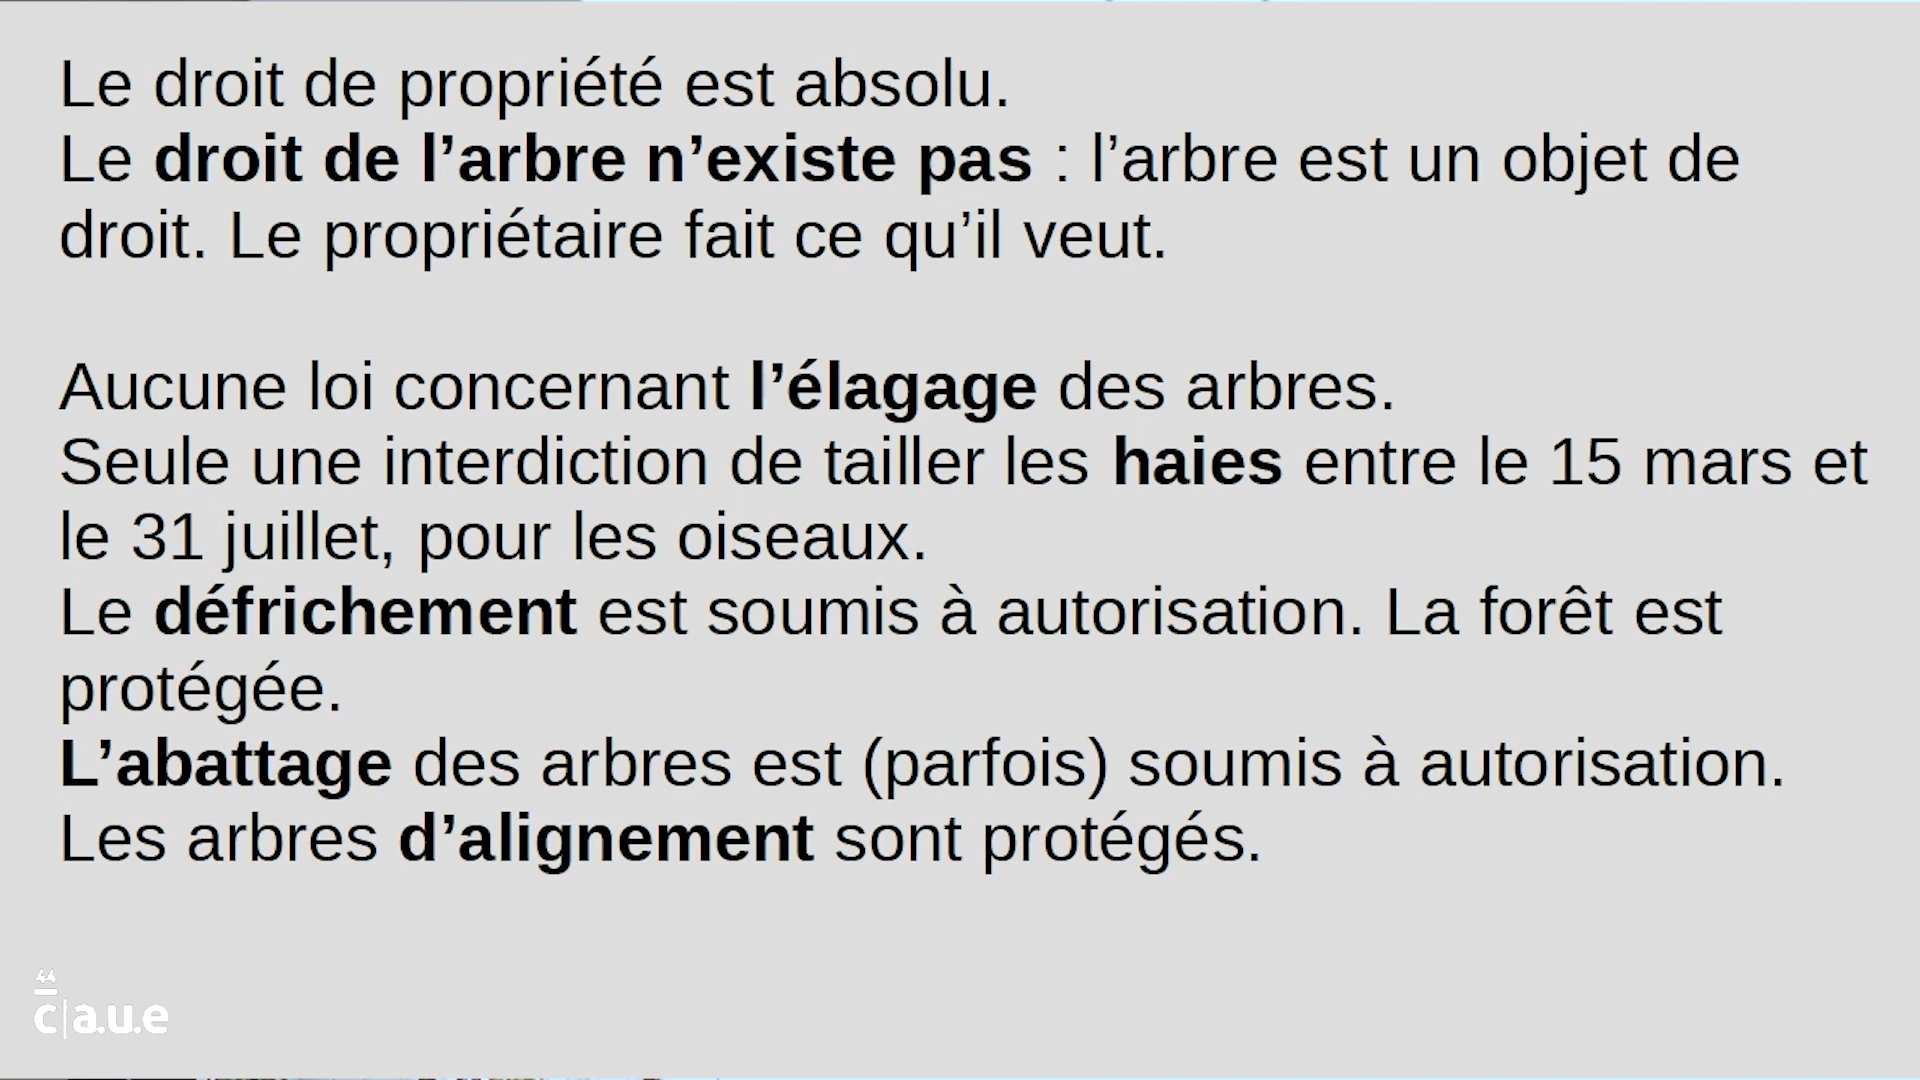 Le droit de propriété est absolu.
Le droit de l’arbre n’existe pas : l’arbre est un objet de
droit. Le propriétaire fait ce qu’il veut.
Aucune loi concernant l’élagage des arbres.
Seule une interdiction de tailler les haies entre le 15 mars et
le 31 juillet, pour les oiseaux.
Le défrichement est soumis à autorisation. La forêt est
protégée.
L’abattage des arbres est (parfois) soumis à autorisation.
Les arbres d’alignement sont protégés.
44
c|a.u.e